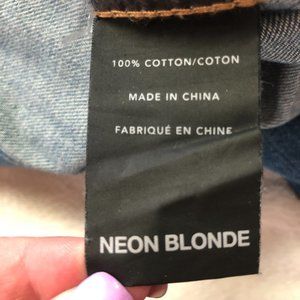 100% COTTON/COTON
MADE IN CHINA
FABRIQUÉ EN CHINE
NEON BLONDE